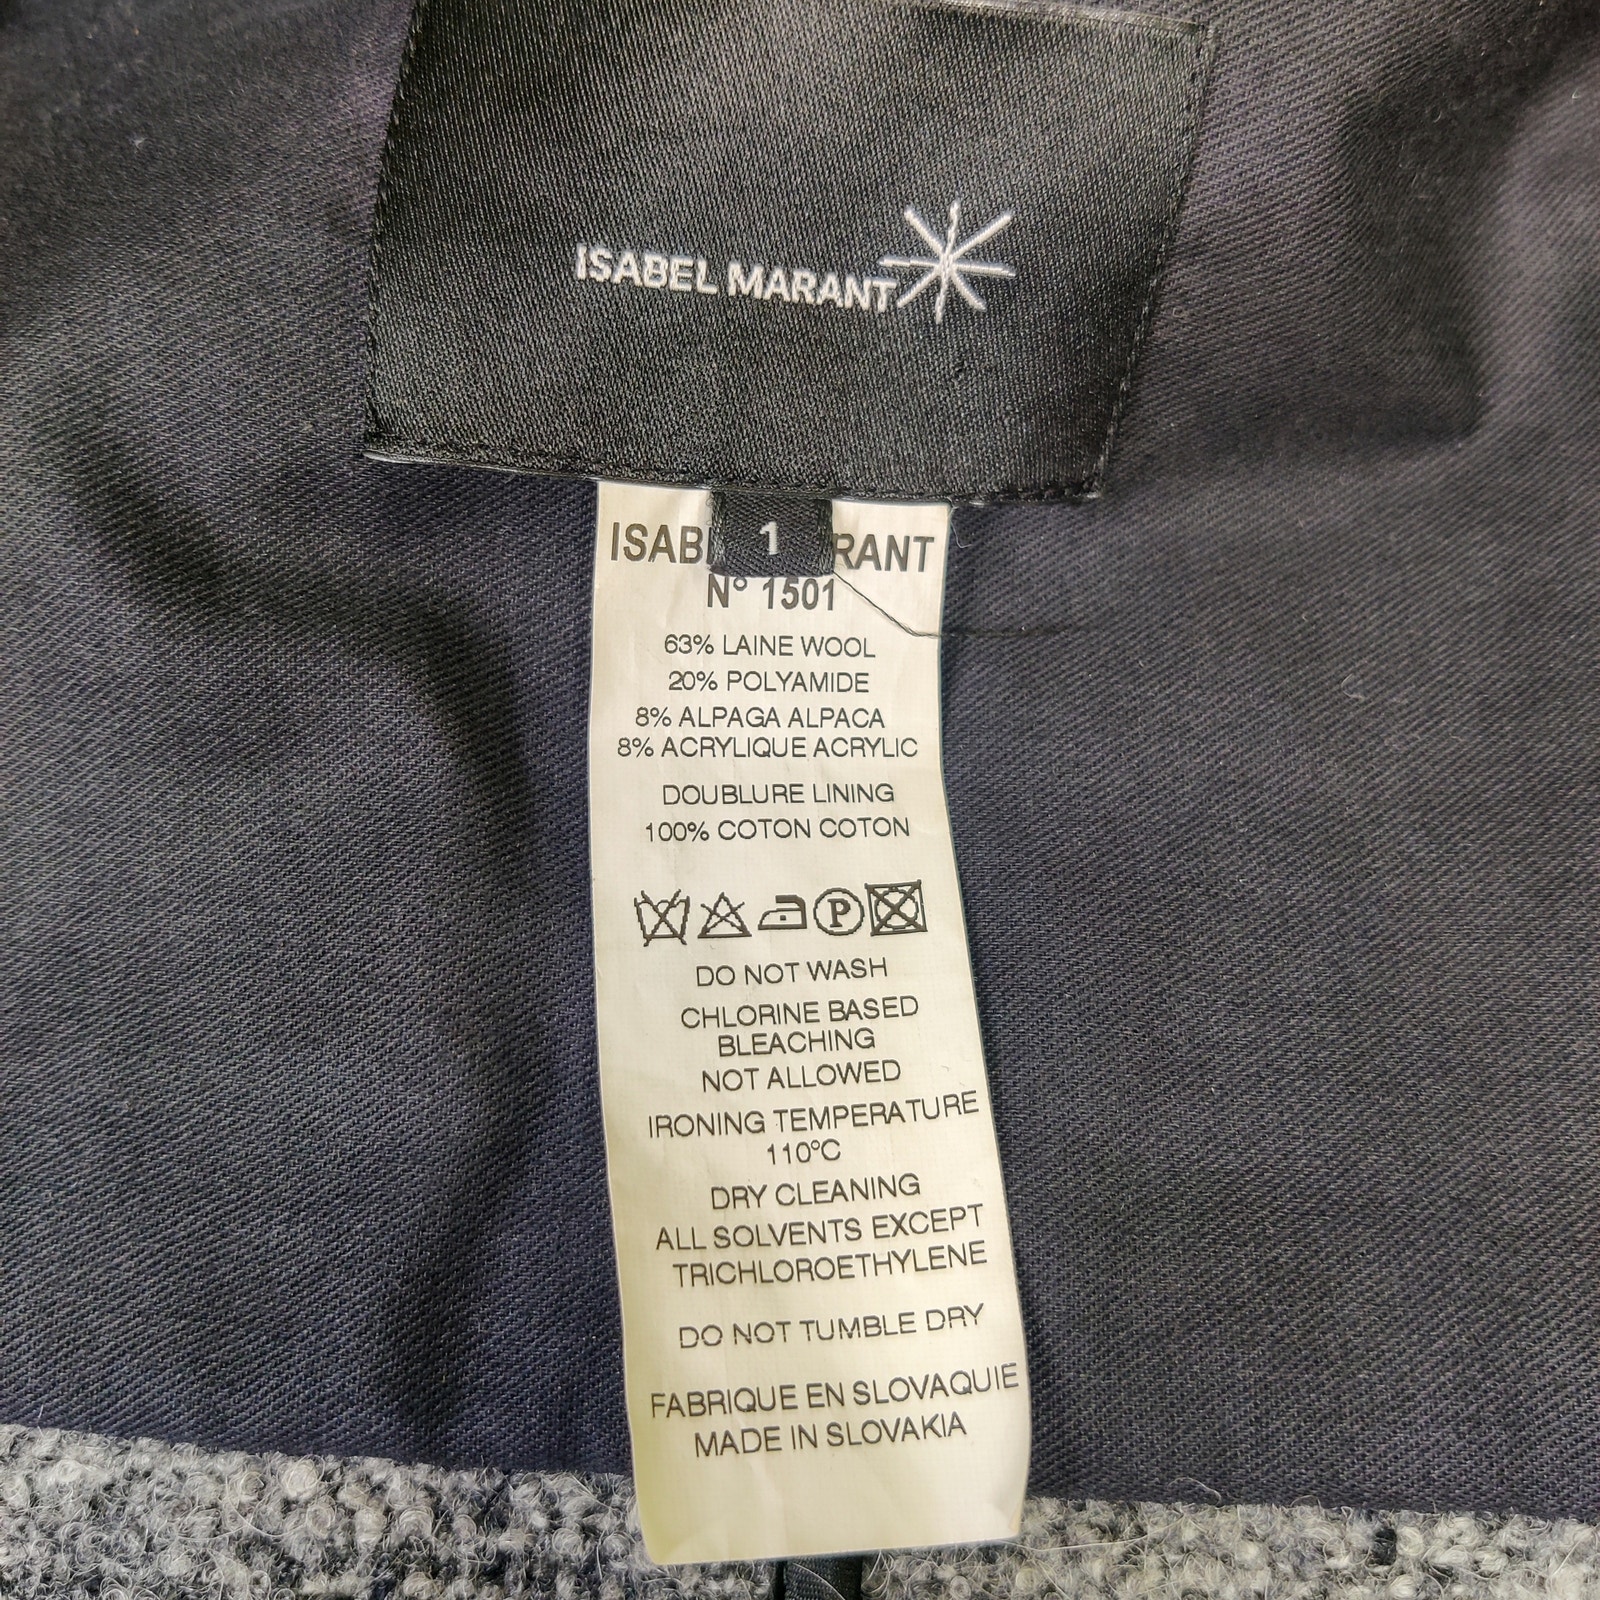 ISABEL MARANT
1
ISAB RANT
N° 1501
63% LAINE WOOL
20% POLYAMIDE
8% ALPAGA ALPACA
8% ACRYLIQUE ACRYLIC
DOUBLURE LINING
100% COTON COTON
P
DO NOT WASH
CHLORINE BASED
BLEACHING
NOT ALLOWED
IRONING TEMPERATURE
110°C
DRY CLEANING
ALL SOLVENTS EXCEPT
TRICHLOROETHYLENE
DO NOT TUMBLE DRY
FABRIQUE EN SLOVAQUIE
MADE IN SLOVAKIA